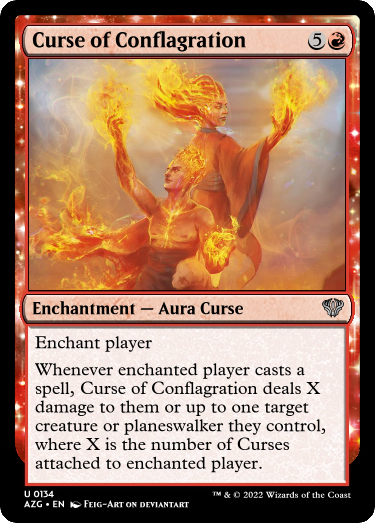 Curse of Conflagration 5
Enchantment — Aura Curse
Enchant player
Whenever enchanted player casts a
spell, Curse of Conflagration deals X
damage to them or up to one target
creature or planeswalker they control,
where X is the number of Curses
attached to enchanted player.
U 0134
AZG • EN Feig-Art on deviantart
™ & © 2022 Wizards of the Coast